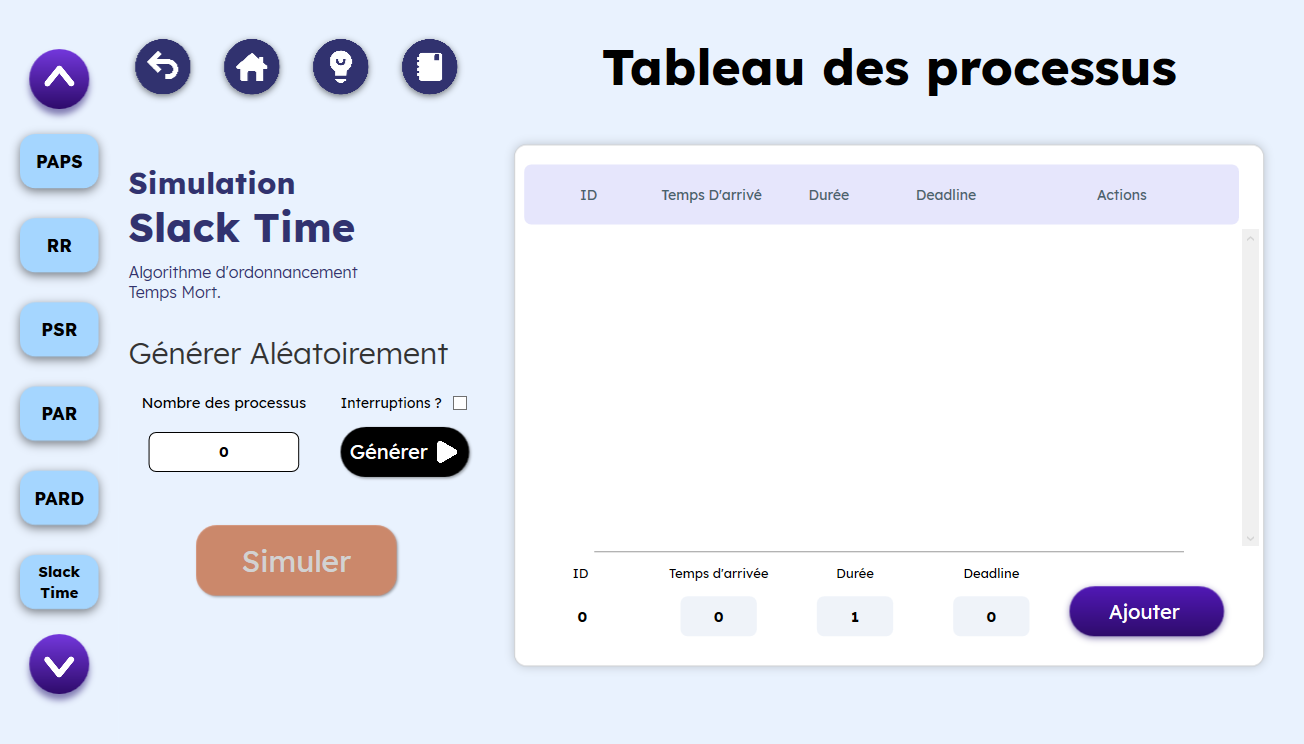 PAPS
RR
PSR
PAR
PARD
Slack
Time
Simulation
Slack Time
Algorithme d'ordonnancement
Temps Mort.
Générer Aléatoirement
Nombre des processus
Interruptions ?
0
Générer
Simuler
Tableau des processus
ID Temps D'arrivé Durée Deadline Actions
ID Temps d'arrivée Durée Deadline
0 0 1 0
Ajouter